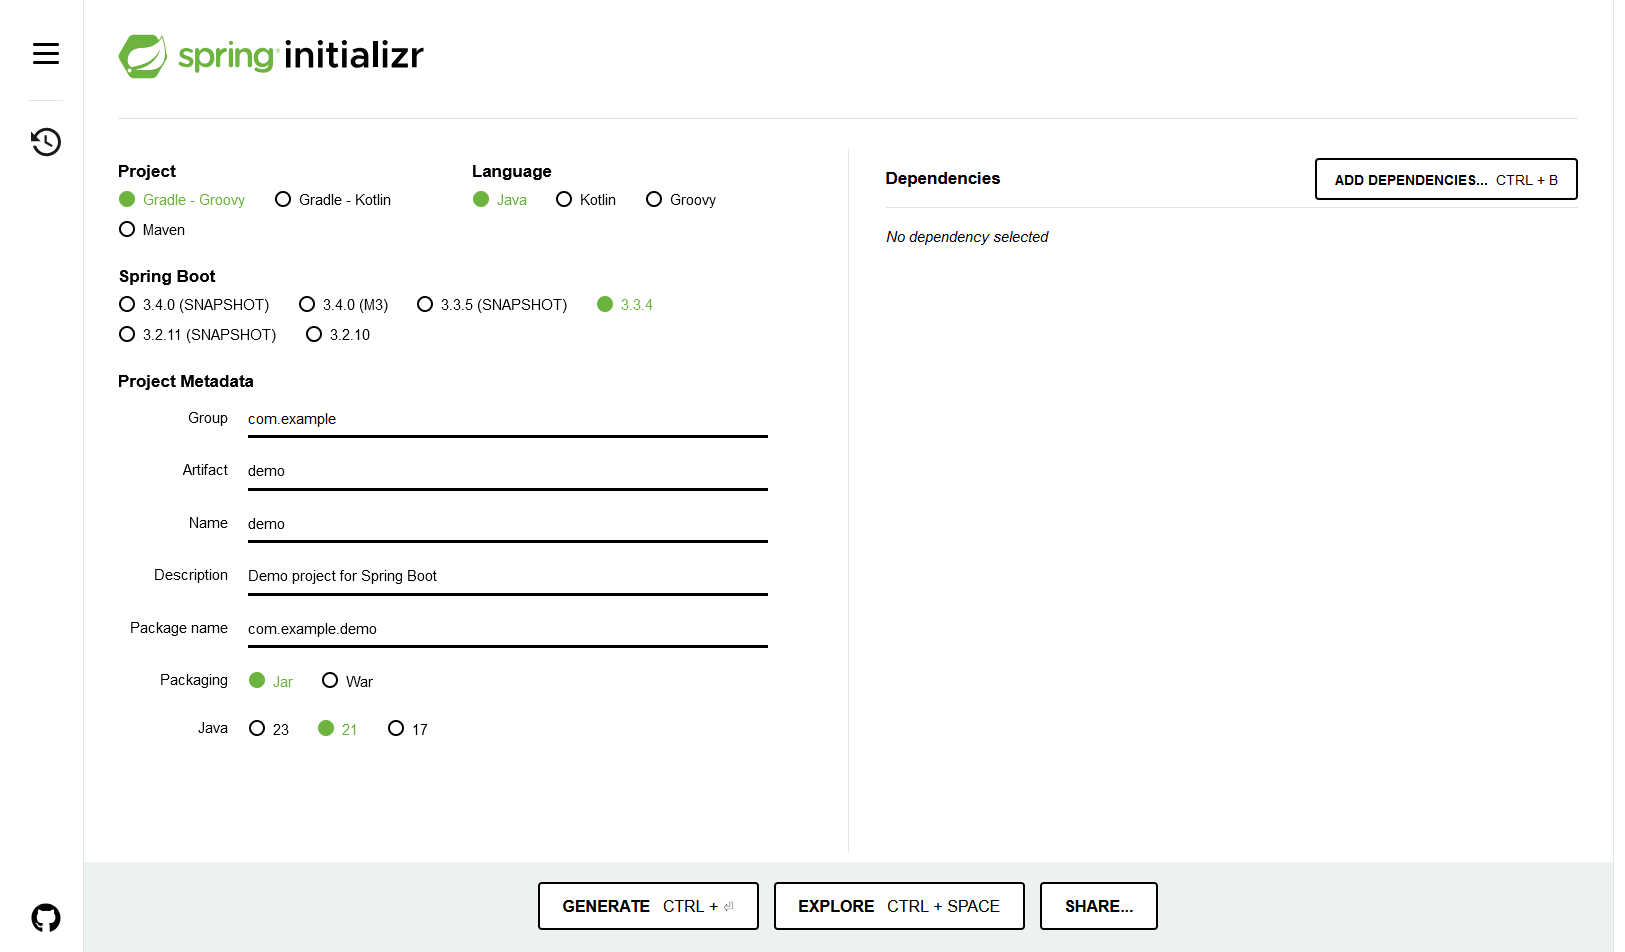 spring initializr
Project
Gradle - Groovy
Gradle - Kotlin
Maven
Language
Java
Kotlin
Groovy
Spring Boot
3.4.0 (SNAPSHOT)
3.4.0 (M3)
3.3.5 (SNAPSHOT)
3.3.4
3.2.11 (SNAPSHOT)
3.2.10
Project Metadata
Group com.example
Artifact demo
Name demo
Description Demo project for Spring Boot
Package name com.example.demo
Packaging Jar War
Java 23 21 17
Dependencies
ADD DEPENDENCIES... CTRL + B
No dependency selected
GENERATE CTRL + ⏎
EXPLORE CTRL + SPACE
SHARE...